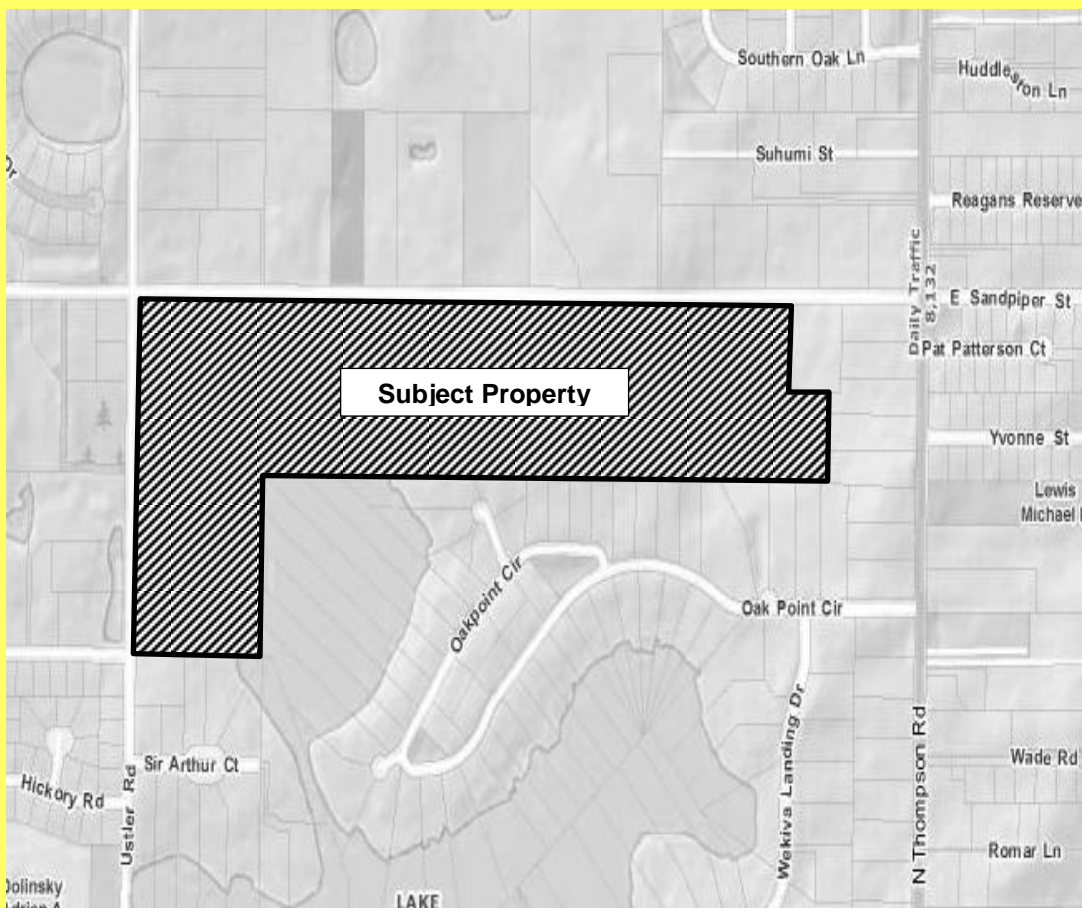 Southern Oak Ln
Huddleston Ln
Suhumi St
Dr
Reagans Reserve
Daily Traffic
8,132
E Sandpiper St
Pat Patterson Ct
Subject Property
Yvonne St
Lewis
Michael
Oakpoint Cir
Oak Point Cir
Wekiva Landing Dr
N Thompson Rd
Wade Rd
Sir Arthur Ct
Hickory Rd
Ustler Rd
Romar Ln
Dolinsky
LAKE